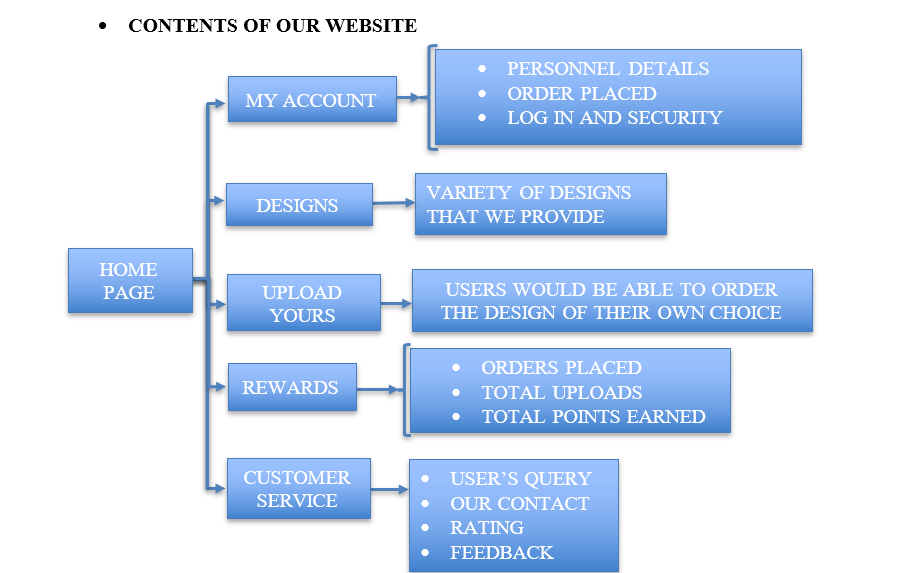 • CONTENTS OF OUR WEBSITE
MY ACCOUNT
• PERSONNEL DETAILS
• ORDER PLACED
• LOG IN AND SECURITY
DESIGNS
VARIETY OF DESIGNS
THAT WE PROVIDE
HOME
PAGE
UPLOAD
YOURS
USERS WOULD BE ABLE TO ORDER
THE DESIGN OF THEIR OWN CHOICE
REWARDS
• ORDERS PLACED
• TOTAL UPLOADS
• TOTAL POINTS EARNED
CUSTOMER
SERVICE
• USER’S QUERY
• OUR CONTACT
• RATING
• FEEDBACK